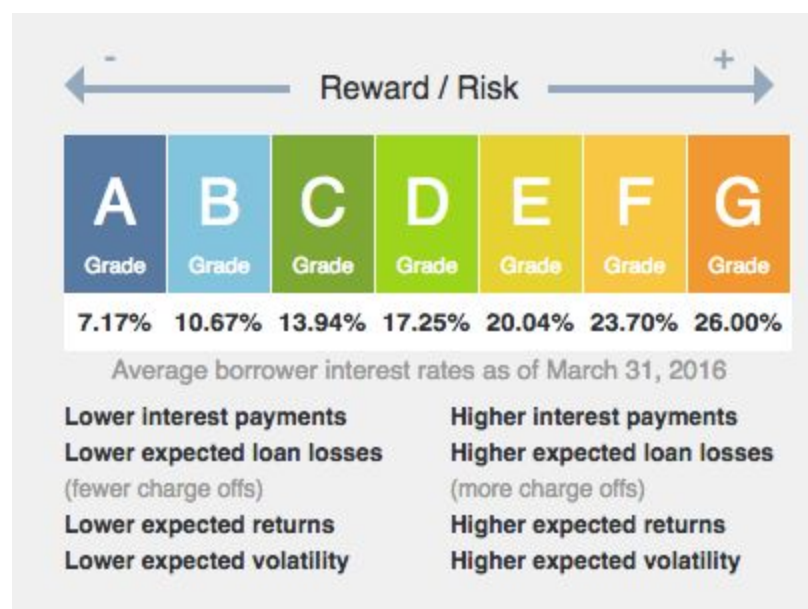 - +
Reward / Risk
A B C D E F G
Grade Grade Grade Grade Grade Grade Grade
7.17% 10.67% 13.94% 17.25% 20.04% 23.70% 26.00%
Average borrower interest rates as of March 31, 2016
Lower interest payments Higher interest payments
Lower expected loan losses Higher expected loan losses
(fewer charge offs) (more charge offs)
Lower expected returns Higher expected returns
Lower expected volatility Higher expected volatility